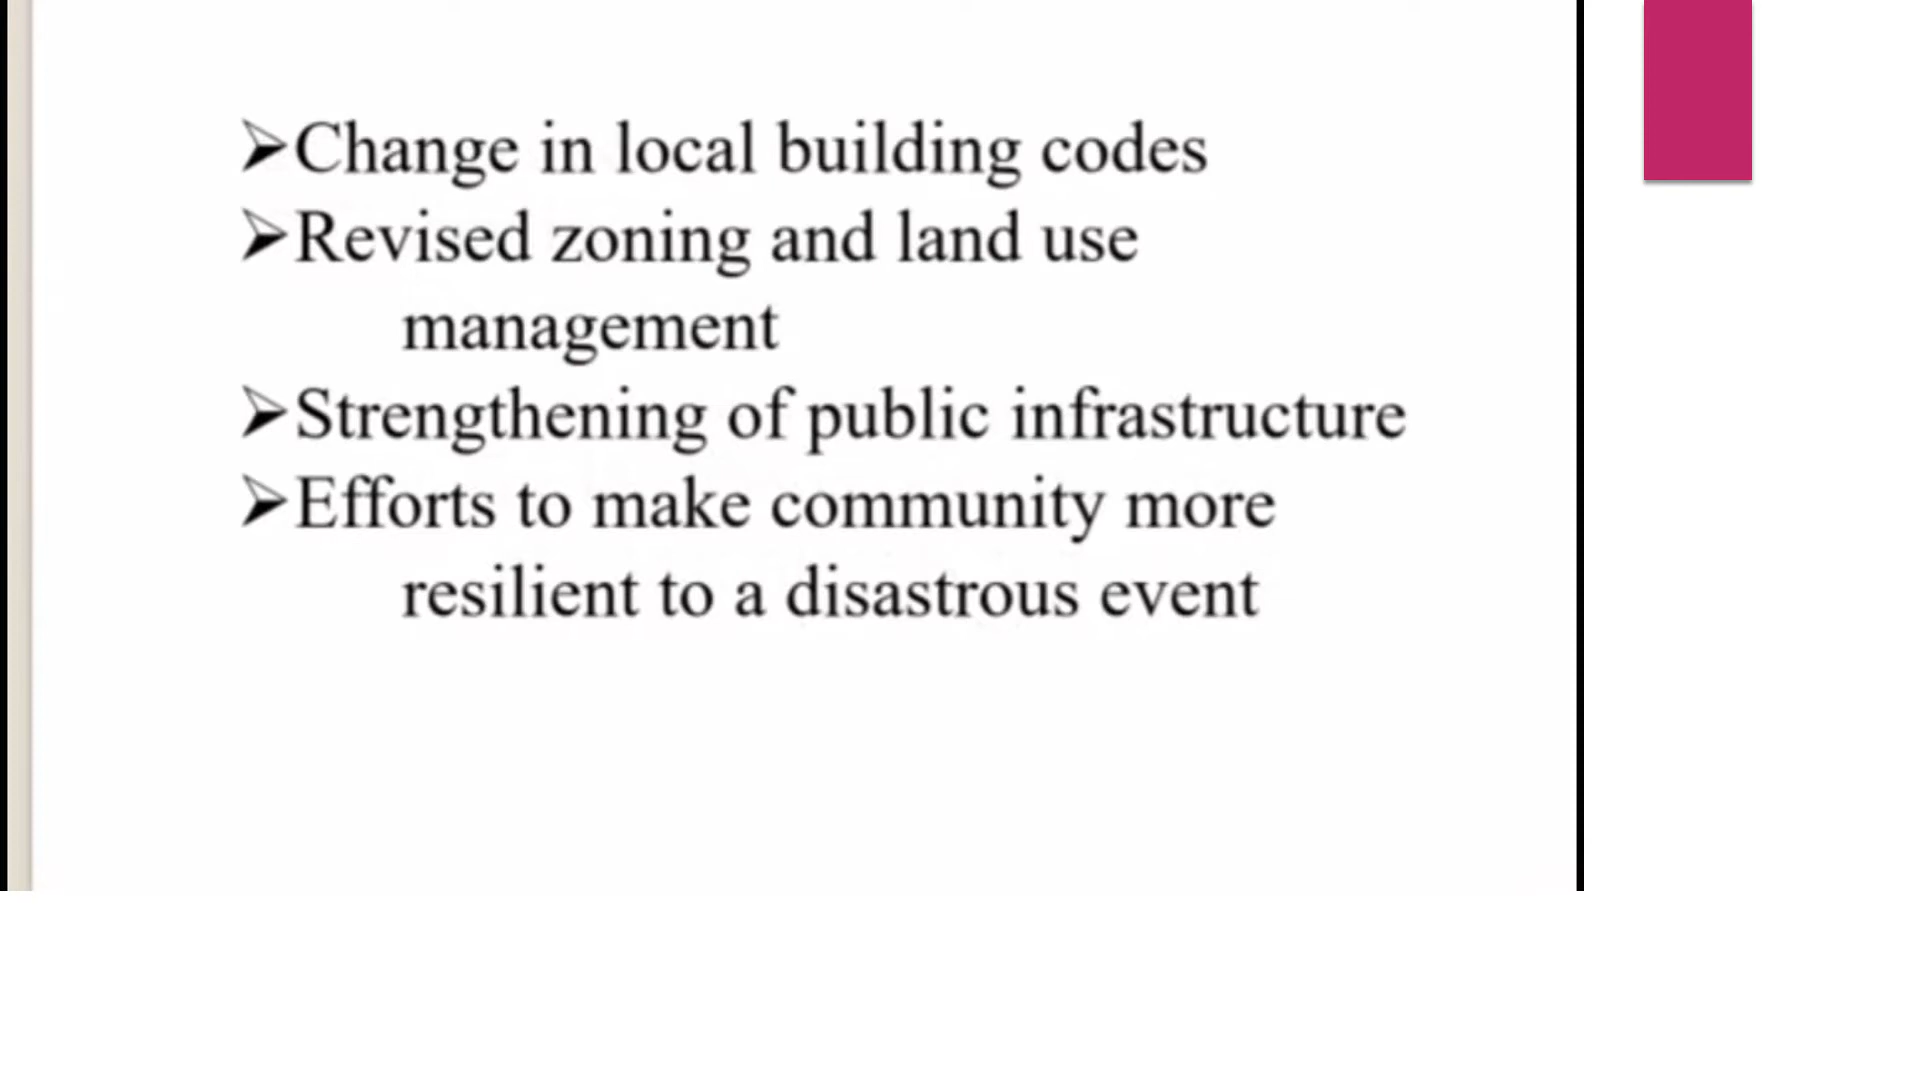 ➢Change in local building codes
➢Revised zoning and land use
management
➢Strengthening of public infrastructure
➢Efforts to make community more
resilient to a disastrous event